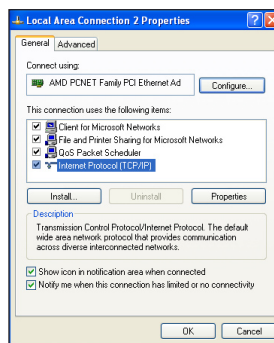 Local Area Connection 2 Properties
General Advanced
Connect using:
AMD PCNET Family PCI Ethernet Ad Configure...
This connection uses the following items:
Client for Microsoft Networks
File and Printer Sharing for Microsoft Networks
QoS Packet Scheduler
Internet Protocol (TCP/IP)
Install... Uninstall Properties
Description
Transmission Control Protocol/Internet Protocol. The default
wide area network protocol that provides communication
across diverse interconnected networks.
Show icon in notification area when connected
Notify me when this connection has limited or no connectivity
OK Cancel